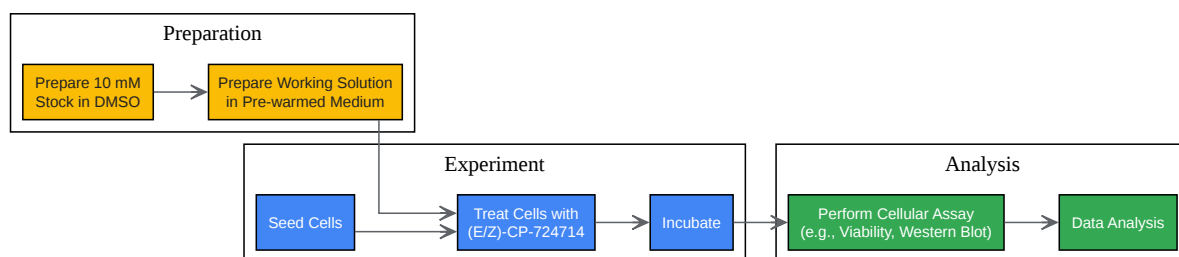 Preparation
Prepare 10 mM
Stock in DMSO
Prepare Working Solution
in Pre-warmed Medium
Experiment
Seed Cells
Treat Cells with
(E/Z)-CP-724714
Incubate
Analysis
Perform Cellular Assay
(e.g., Viability, Western Blot)
Data Analysis